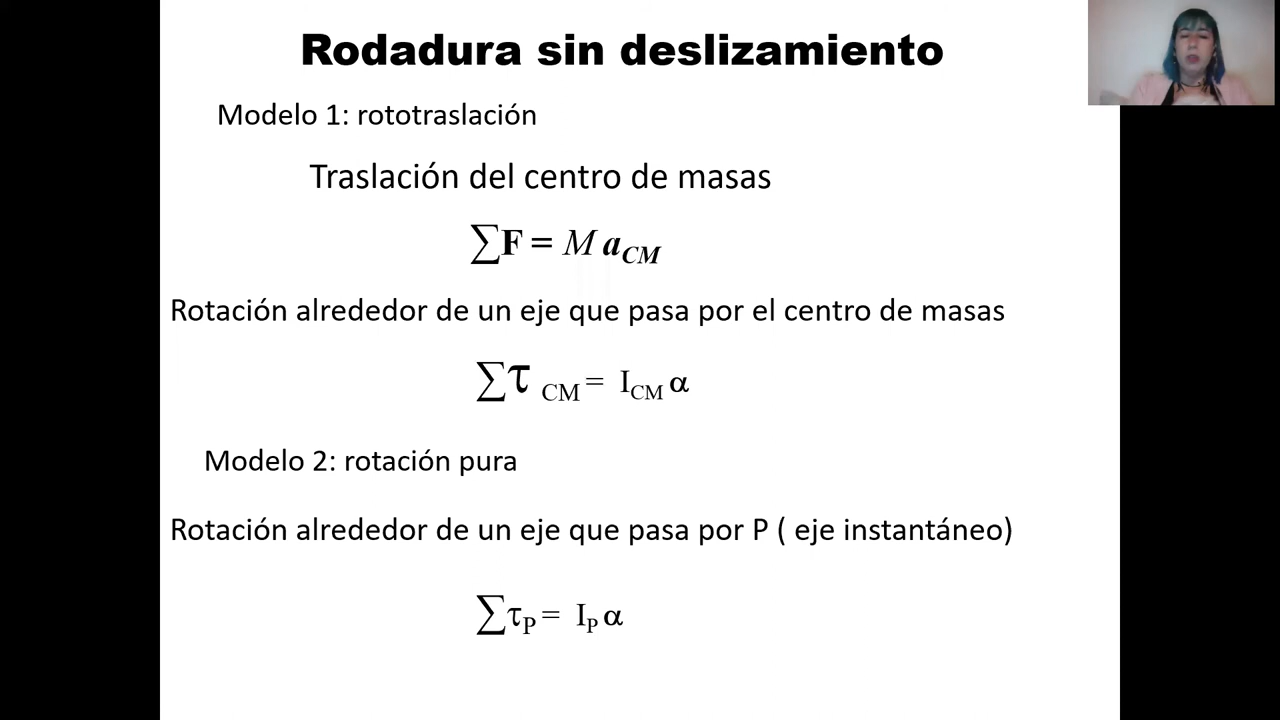 Rodadura sin deslizamiento
Modelo 1: rototraslación
Traslación del centro de masas
∑F = M a_CM
Rotación alrededor de un eje que pasa por el centro de masas
∑τ CM = I_CM α
Modelo 2: rotación pura
Rotación alrededor de un eje que pasa por P ( eje instantáneo)
∑τ_P = I_P α